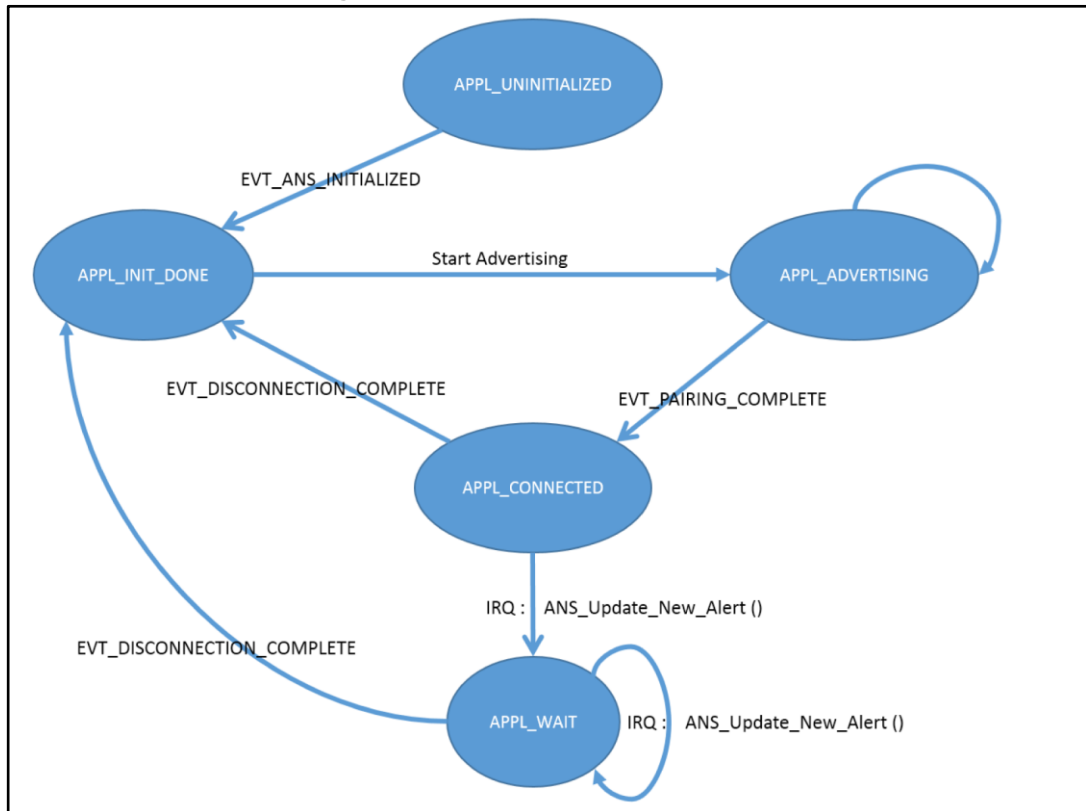 APPL_UNINITIALIZED
EVT_ANS_INITIALIZED
APPL_INIT_DONE
Start Advertising
APPL_ADVERTISING
EVT_DISCONNECTION_COMPLETE
EVT_PAIRING_COMPLETE
APPL_CONNECTED
IRQ : ANS_Update_New_Alert ()
EVT_DISCONNECTION_COMPLETE
APPL_WAIT
IRQ : ANS_Update_New_Alert ()